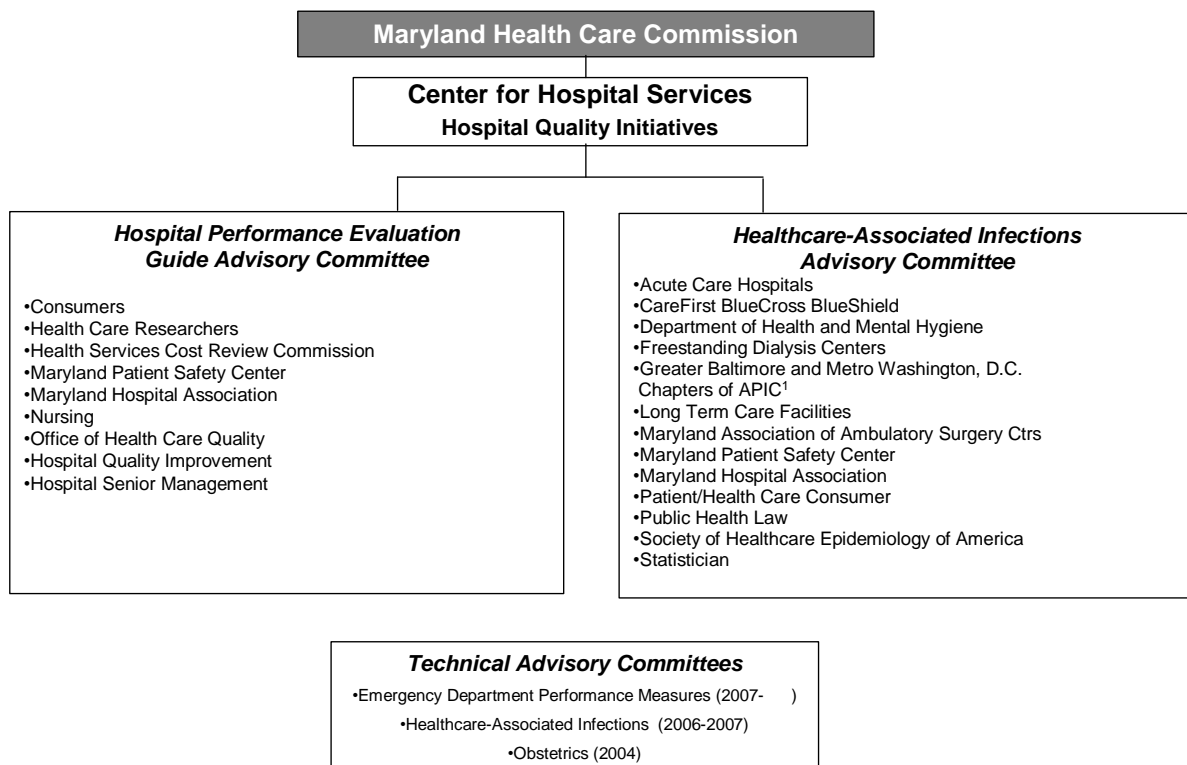 Maryland Health Care Commission
Center for Hospital Services
Hospital Quality Initiatives
Hospital Performance Evaluation
Guide Advisory Committee
•Consumers
•Health Care Researchers
•Health Services Cost Review Commission
•Maryland Patient Safety Center
•Maryland Hospital Association
•Nursing
•Office of Health Care Quality
•Hospital Quality Improvement
•Hospital Senior Management
Healthcare-Associated Infections
Advisory Committee
•Acute Care Hospitals
•CareFirst BlueCross BlueShield
•Department of Health and Mental Hygiene
•Freestanding Dialysis Centers
•Greater Baltimore and Metro Washington, D.C.
Chapters of APIC¹
•Long Term Care Facilities
•Maryland Association of Ambulatory Surgery Ctrs
•Maryland Patient Safety Center
•Maryland Hospital Association
•Patient/Health Care Consumer
•Public Health Law
•Society of Healthcare Epidemiology of America
•Statistician
Technical Advisory Committees
•Emergency Department Performance Measures (2007- )
•Healthcare-Associated Infections (2006-2007)
•Obstetrics (2004)